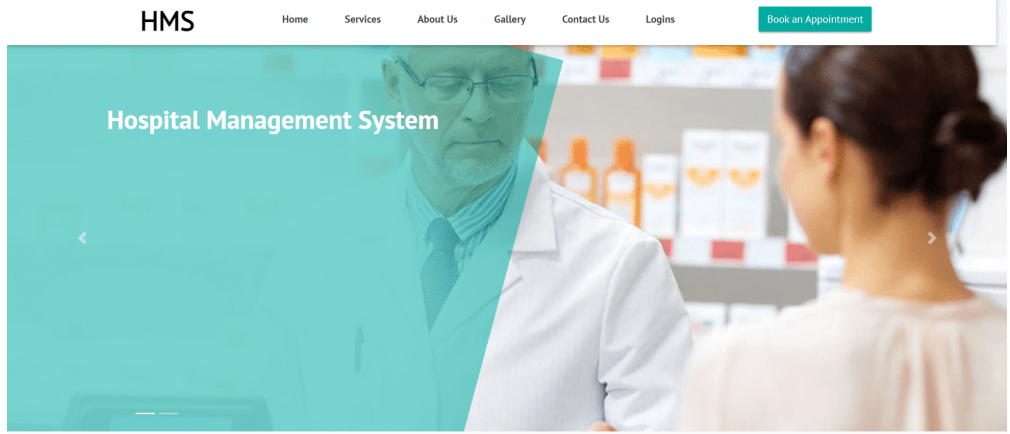 HMS
Home Services About Us Gallery Contact Us Logins
Book an Appointment
Hospital Management System